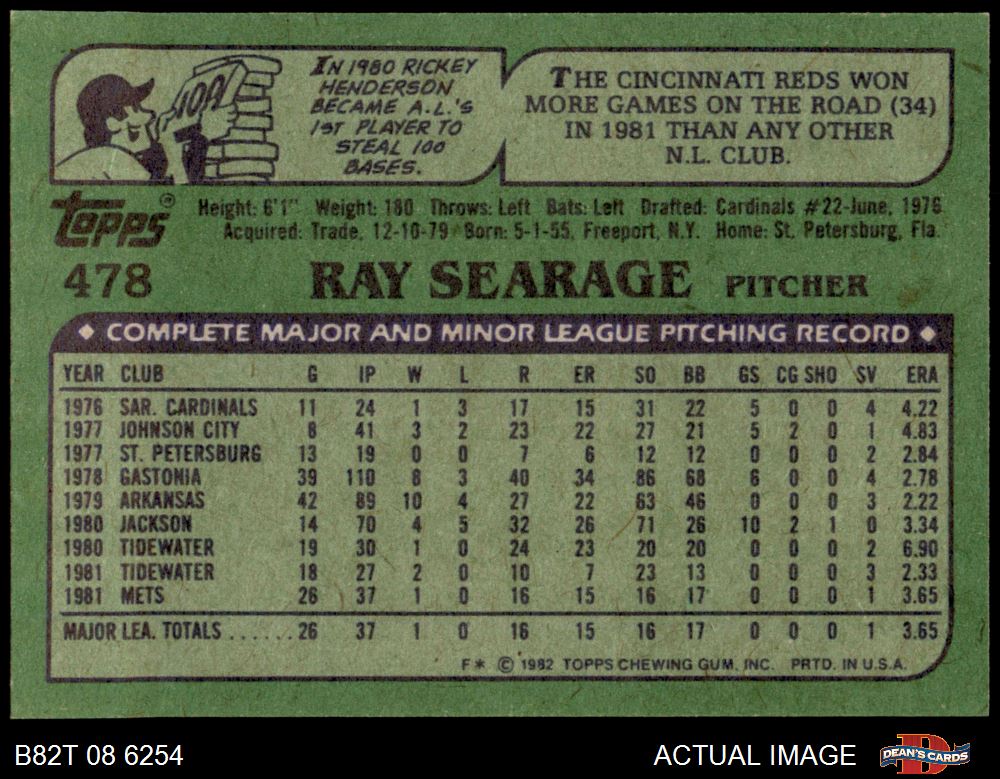 IN 1980 RICKEY
HENDERSON
BECAME A.L.'S
1ST PLAYER TO
STEAL 100
BASES.
100!
THE CINCINNATI REDS WON
MORE GAMES ON THE ROAD (34)
IN 1981 THAN ANY OTHER
N.L. CLUB.
topps®
Height: 6'1" Weight: 180 Throws: Left Bats: Left Drafted: Cardinals #22-June, 1976
Acquired: Trade, 12-10-79 Born: 5-1-55, Freeport, N.Y. Home: St. Petersburg, Fla.
478 RAY SEARAGE PITCHER
◆ COMPLETE MAJOR AND MINOR LEAGUE PITCHING RECORD ◆
YEAR CLUB G IP W L R ER SO BB GS CG SHO SV ERA
1976 SAR. CARDINALS 11 24 1 3 17 15 31 22 5 0 0 4 4.22
1977 JOHNSON CITY 8 41 3 2 23 22 27 21 5 2 0 1 4.83
1977 ST. PETERSBURG 13 19 0 0 7 6 12 12 0 0 0 2 2.84
1978 GASTONIA 39 110 8 3 40 34 86 68 6 0 0 4 2.78
1979 ARKANSAS 42 89 10 4 27 22 63 46 0 0 0 3 2.22
1980 JACKSON 14 70 4 5 32 26 71 26 10 2 1 0 3.34
1980 TIDEWATER 19 30 1 0 24 23 20 20 0 0 0 2 6.90
1981 TIDEWATER 18 27 2 0 10 7 23 13 0 0 0 3 2.33
1981 METS 26 37 1 0 16 15 16 17 0 0 0 1 3.65
MAJOR LEA. TOTALS ......26 37 1 0 16 15 16 17 0 0 0 1 3.65
F* © 1982 TOPPS CHEWING GUM, INC. PRTD. IN U.S.A.
B82T 08 6254 ACTUAL IMAGE D DEAN'S CARDS